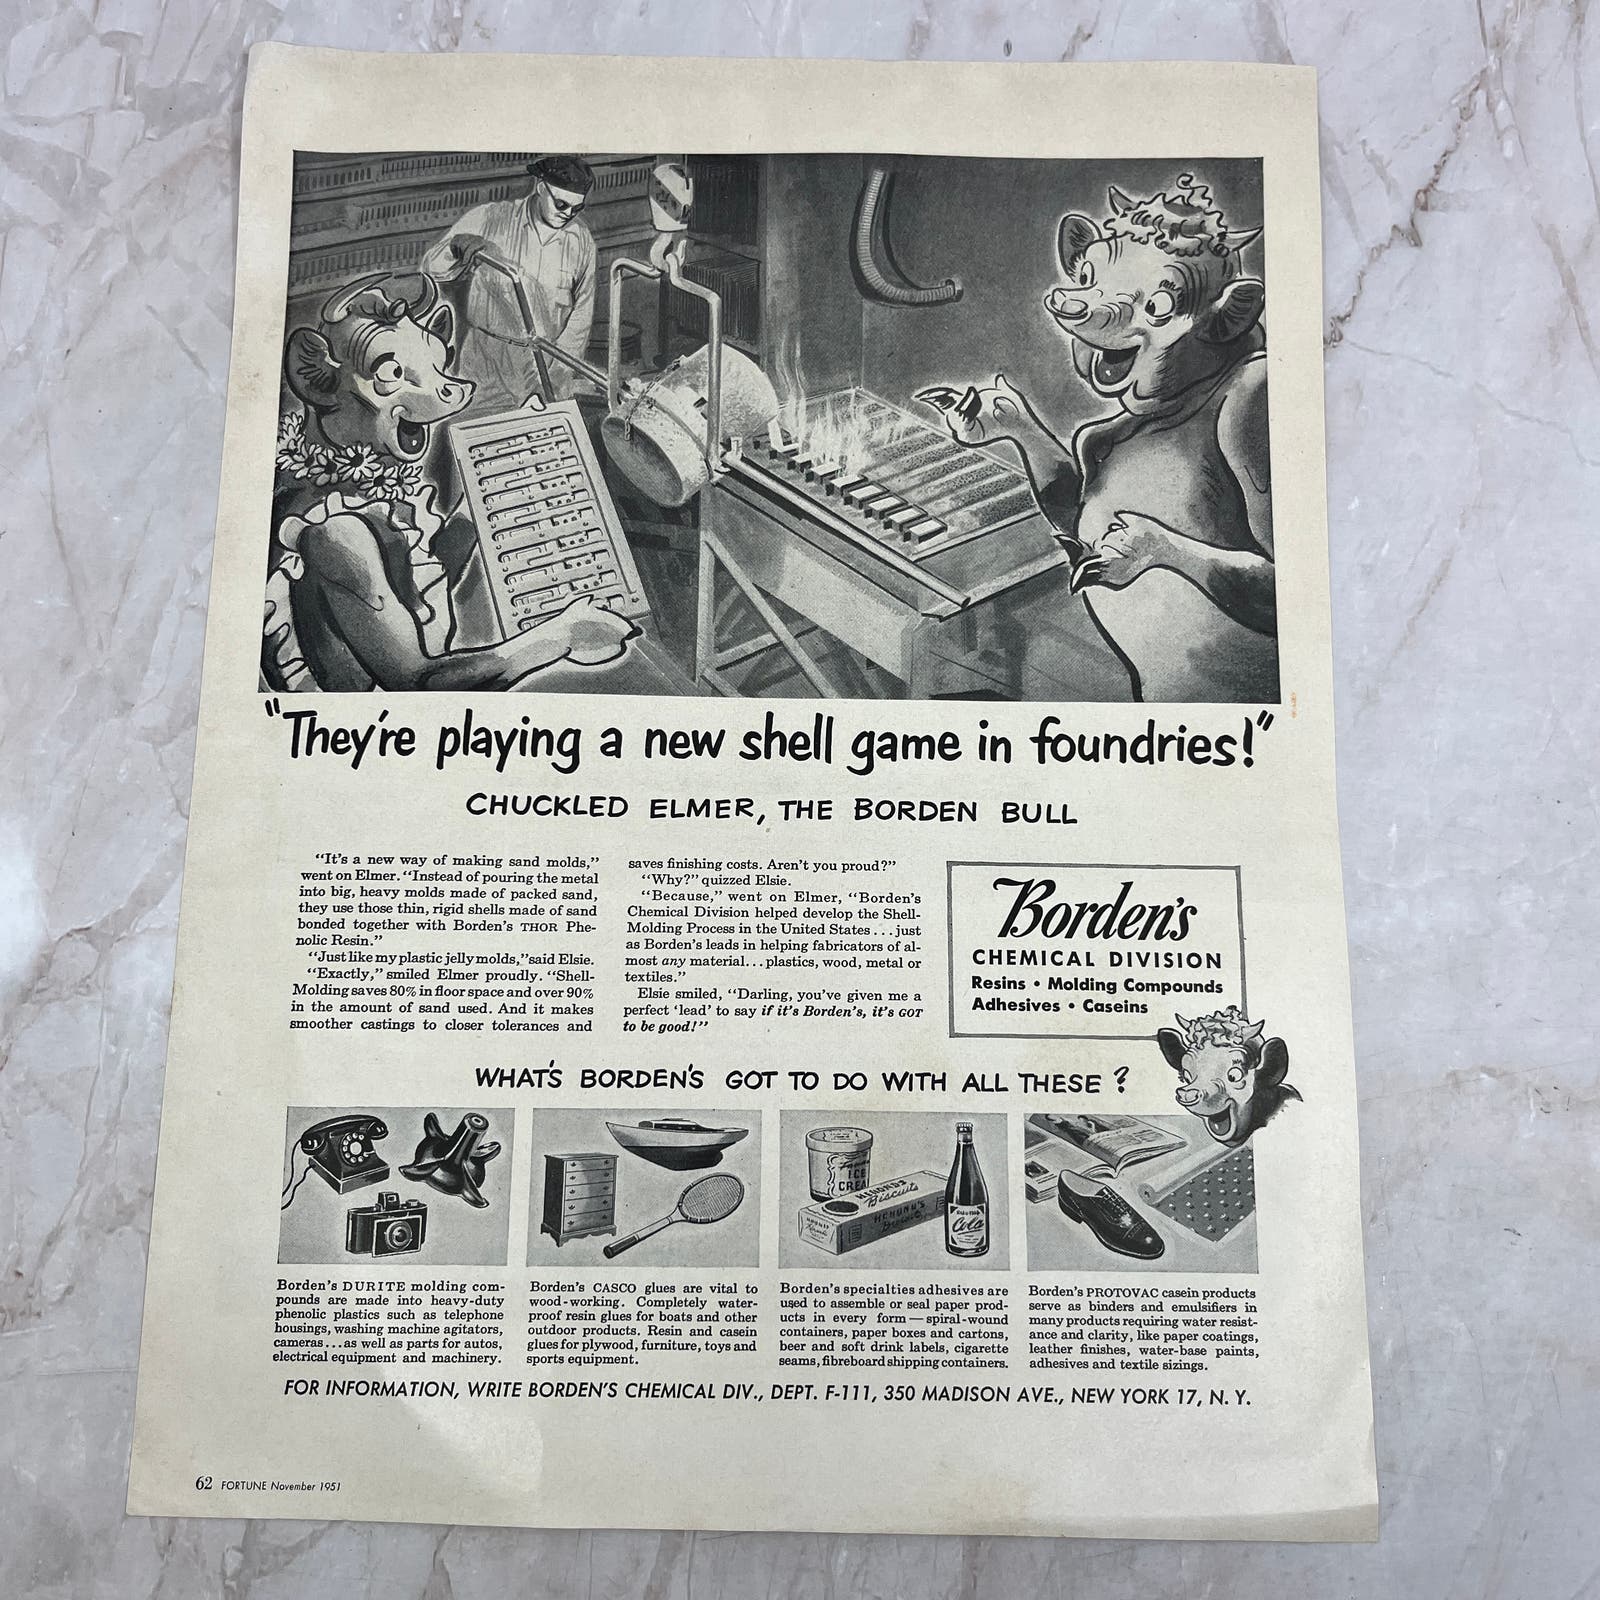 "They're playing a new shell game in foundries!"
CHUCKLED ELMER, THE BORDEN BULL
"It's a new way of making sand molds,"
went on Elmer. "Instead of pouring the metal
into big, heavy molds made of packed sand,
they use those thin, rigid shells made of sand
bonded together with Borden's THOR Phe-
nolic Resin."
"Just like my plastic jelly molds," said Elsie.
"Exactly," smiled Elmer proudly. "Shell-
Molding saves 80% in floor space and over 90%
in the amount of sand used. And it makes
smoother castings to closer tolerances and
saves finishing costs. Aren't you proud?"
"Why?" quizzed Elsie.
"Because," went on Elmer, "Borden's
Chemical Division helped develop the Shell-
Molding Process in the United States...just
as Borden's leads in helping fabricators of al-
most any material...plastics, wood, metal or
textiles."
Elsie smiled, "Darling, you've given me a
perfect 'lead' to say if it's Borden's, it's GOT
to be good!"
Borden's
CHEMICAL DIVISION
Resins • Molding Compounds
Adhesives • Caseins
WHAT'S BORDEN'S GOT TO DO WITH ALL THESE?
ICE
CREA
Biscuits
Cola
Borden's DURITE molding com-
pounds are made into heavy-duty
phenolic plastics such as telephone
housings, washing machine agitators,
cameras...as well as parts for autos,
electrical equipment and machinery.
Borden's CASCO glues are vital to
wood-working. Completely water-
proof resin glues for boats and other
outdoor products. Resin and casein
glues for plywood, furniture, toys and
sports equipment.
Borden's specialties adhesives are
used to assemble or seal paper prod-
ucts in every form—spiral-wound
containers, paper boxes and cartons,
beer and soft drink labels, cigarette
seams, fibreboard shipping containers.
Borden's PROTOVAC casein products
serve as binders and emulsifiers in
many products requiring water resist-
ance and clarity, like paper coatings,
leather finishes, water-base paints,
adhesives and textile sizings.
FOR INFORMATION, WRITE BORDEN'S CHEMICAL DIV., DEPT. F-111, 350 MADISON AVE., NEW YORK 17, N. Y.
62 FORTUNE November 1951